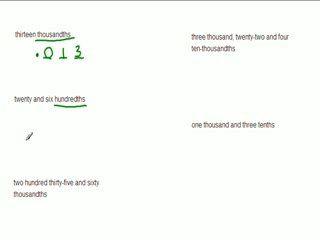 thirteen thousandths
.013
twenty and six hundredths
two hundred thirty-five and sixty
thousandths
three thousand, twenty-two and four
ten-thousandths
one thousand and three tenths